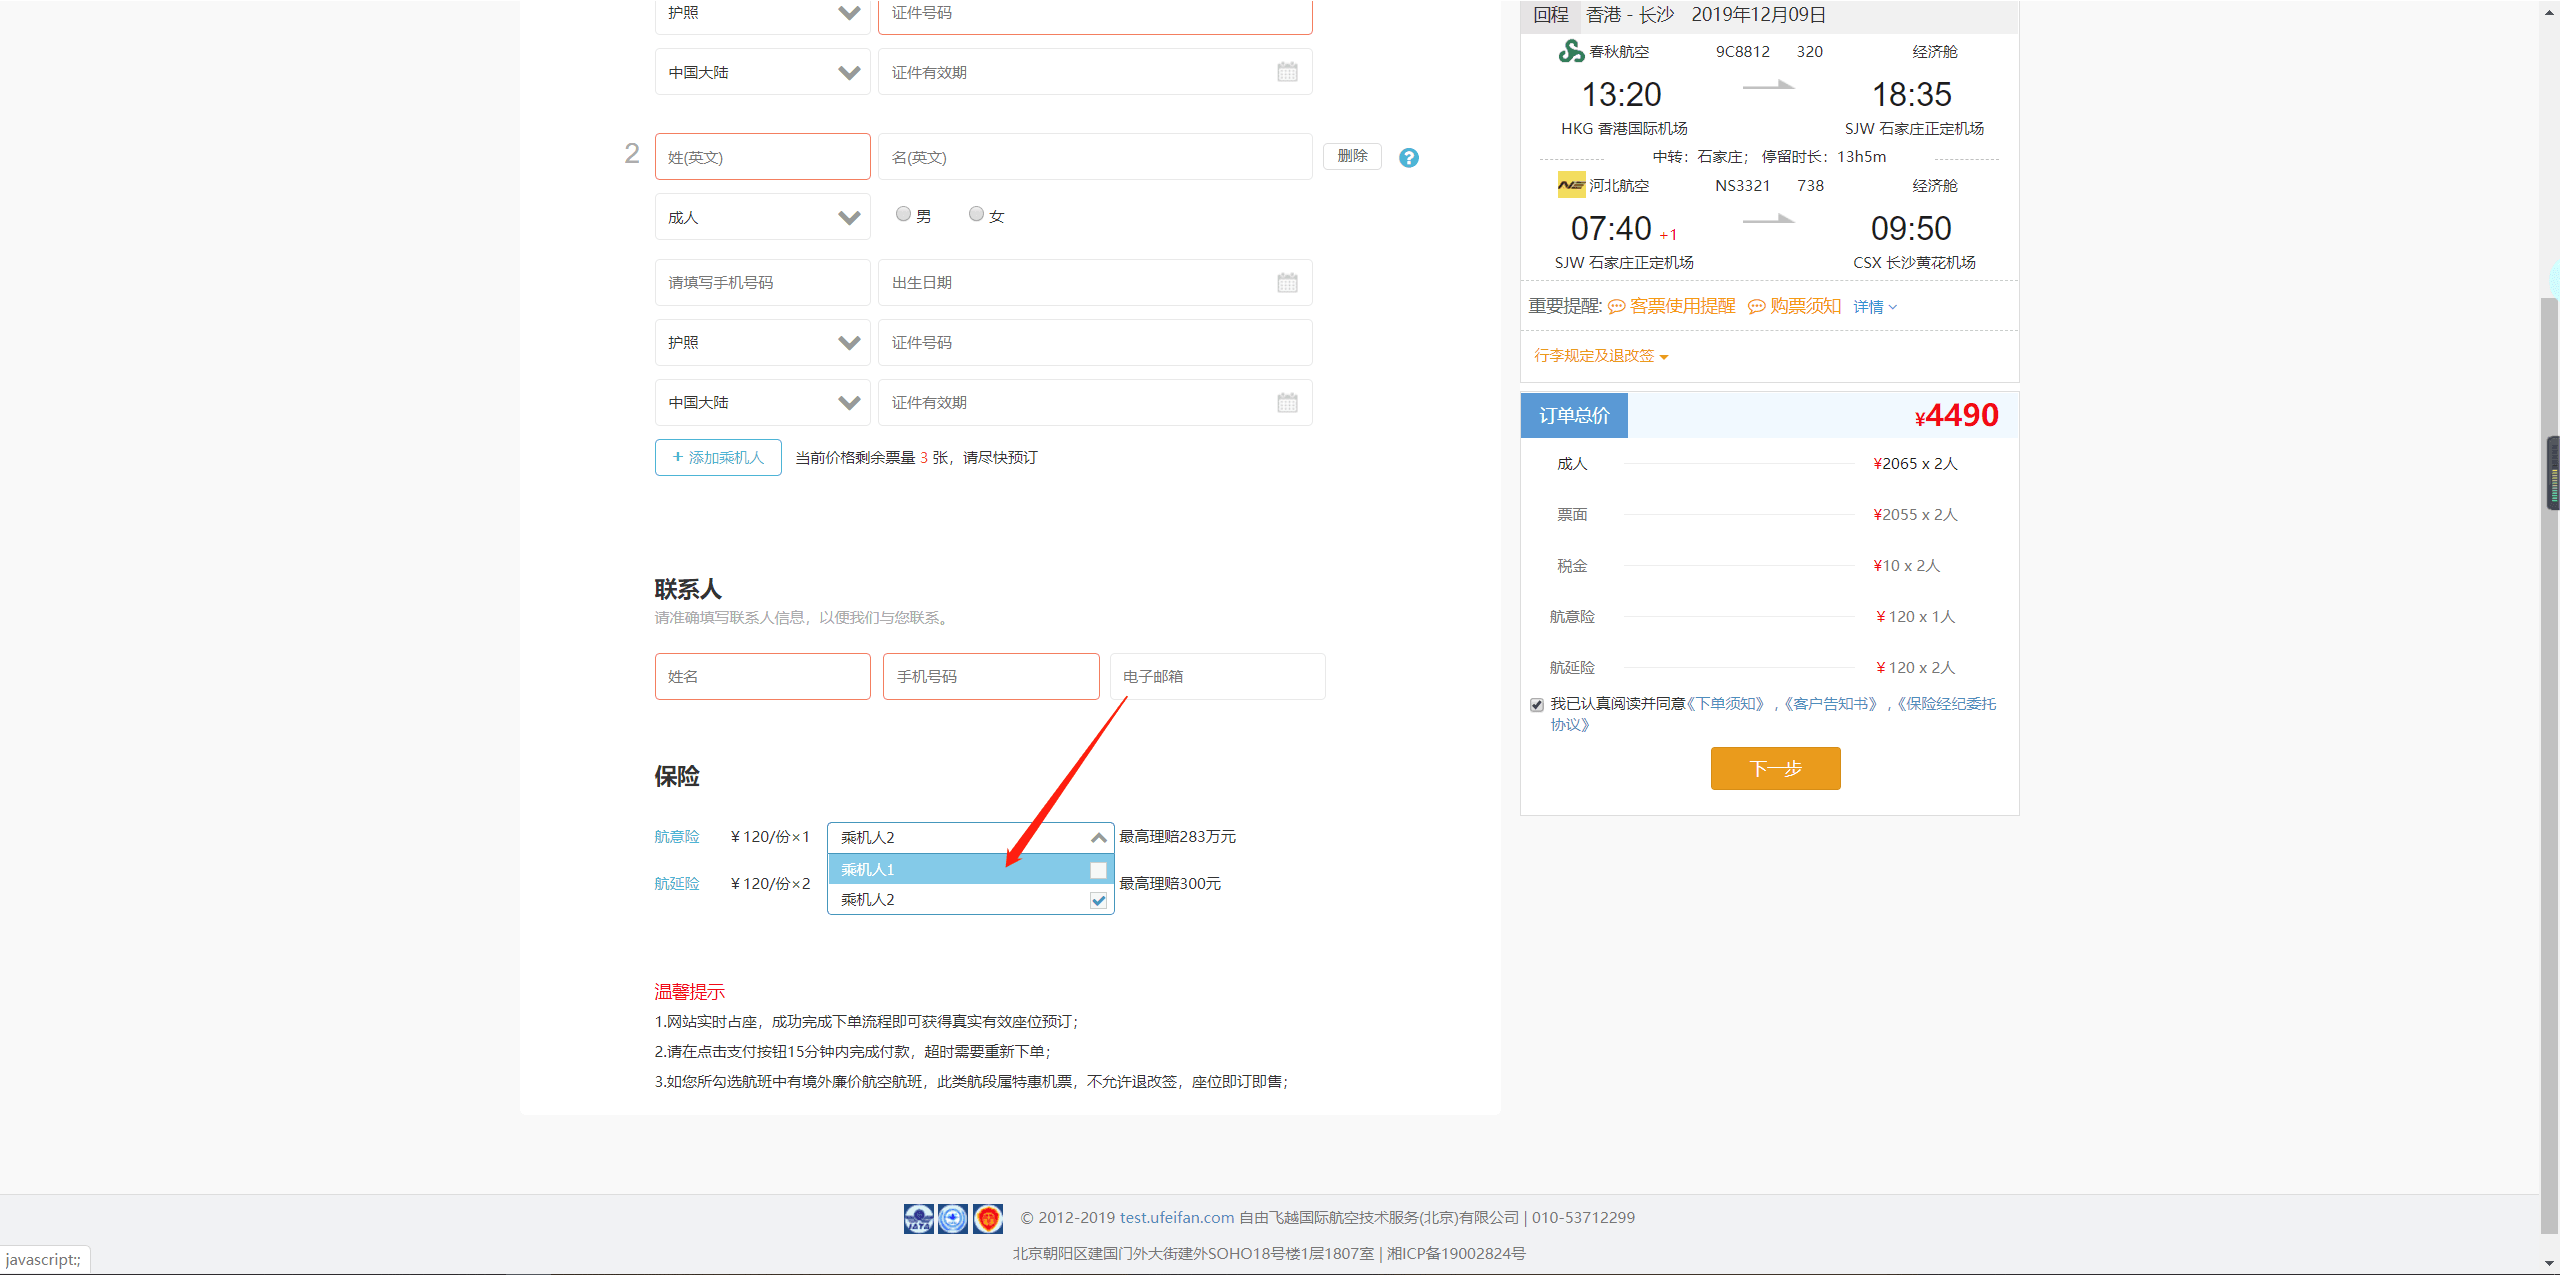 护照 证件号码
中国大陆 证件有效期
2 姓(英文) 名(英文) 删除 ?
成人 男 女
请填写手机号码 出生日期
护照 证件号码
中国大陆 证件有效期
+ 添加乘机人 当前价格剩余票量 3 张，请尽快预订
联系人
请准确填写联系人信息，以便我们与您联系。
姓名 手机号码 电子邮箱
保险
航意险 ￥120/份×1 乘机人2 最高理赔283万元
乘机人1
航延险 ￥120/份×2 最高理赔300元
乘机人2
温馨提示
1.网站实时占座，成功完成下单流程即可获得真实有效座位预订；
2.请在点击支付按钮15分钟内完成付款，超时需要重新下单；
3.如您所勾选航班中有境外廉价航空航班，此类航段属特惠机票，不允许退改签，座位即订即售；
回程 香港 - 长沙 2019年12月09日
春秋航空 9C8812 320 经济舱
13:20 18:35
HKG 香港国际机场 SJW 石家庄正定机场
中转：石家庄； 停留时长：13h5m
NE 河北航空 NS3321 738 经济舱
07:40 +1 09:50
SJW 石家庄正定机场 CSX 长沙黄花机场
重要提醒: 客票使用提醒 购票须知 详情
行李规定及退改签
订单总价 ¥4490
成人 ¥2065 x 2人
票面 ¥2055 x 2人
税金 ¥10 x 2人
航意险 ￥120 x 1人
航延险 ￥120 x 2人
我已认真阅读并同意《下单须知》,《客户告知书》,《保险经纪委托
协议》
下一步
IATA © 2012-2019 test.ufeifan.com 自由飞越国际航空技术服务(北京)有限公司 | 010-53712299
北京朝阳区建国门外大街建外SOHO18号楼1层1807室 | 湘ICP备19002824号
javascript:;